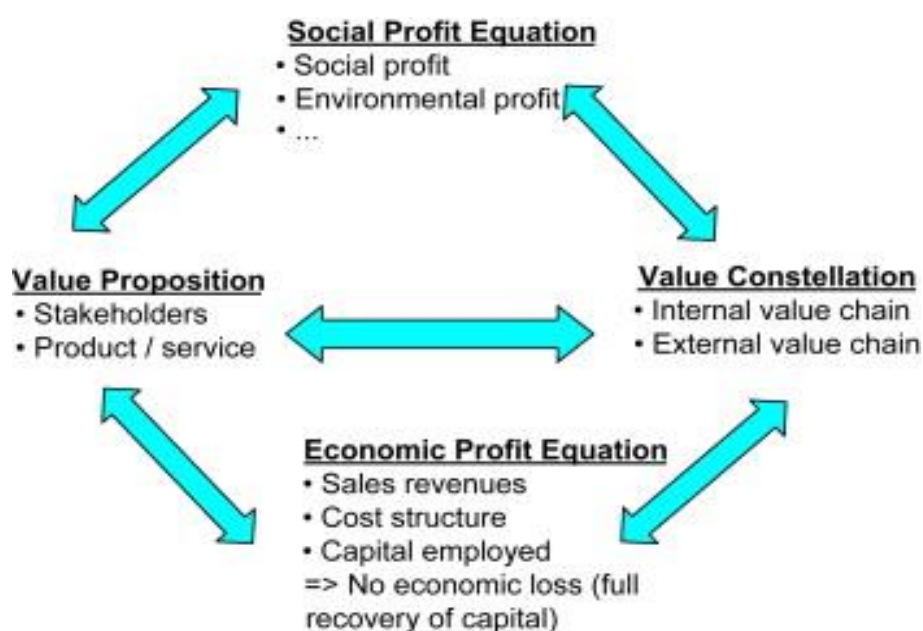 Social Profit Equation
• Social profit
• Environmental profit
• ...
Value Proposition
• Stakeholders
• Product / service
Value Constellation
• Internal value chain
• External value chain
Economic Profit Equation
• Sales revenues
• Cost structure
• Capital employed
=> No economic loss (full
recovery of capital)